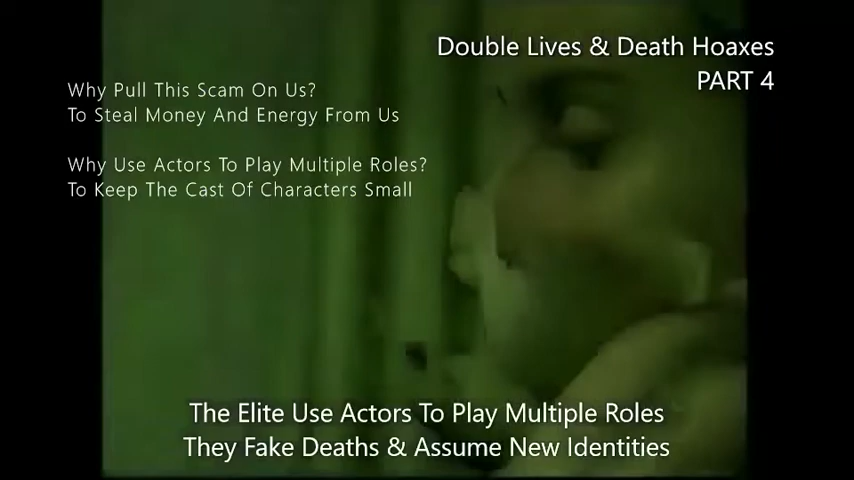 Double Lives & Death Hoaxes
PART 4
Why Pull This Scam On Us?
To Steal Money And Energy From Us
Why Use Actors To Play Multiple Roles?
To Keep The Cast Of Characters Small
The Elite Use Actors To Play Multiple Roles
They Fake Deaths & Assume New Identities